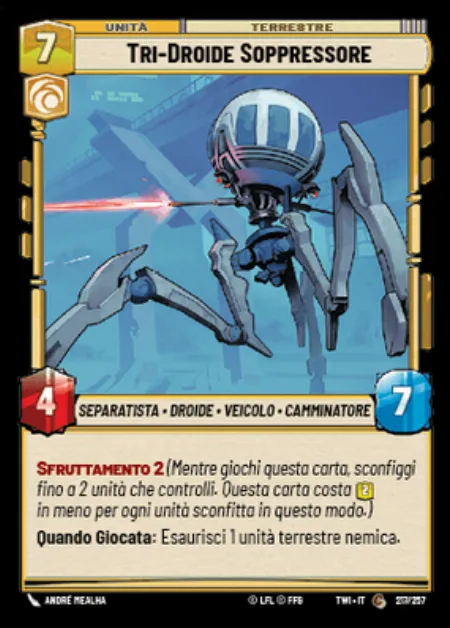 7
UNITÀ
TERRESTRE
TRI-DROIDE SOPPRESSORE
4
SEPARATISTA • DROIDE • VEICOLO • CAMMINATORE
7
SFRUTTAMENTO 2 (Mentre giochi questa carta, sconfiggi
fino a 2 unità che controlli. Questa carta costa 2
in meno per ogni unità sconfitta in questo modo.)
Quando Giocata: Esaurisci 1 unità terrestre nemica.
ANDRÉ MEALHA
© LFL © FFG
TWI • IT
C
217/257